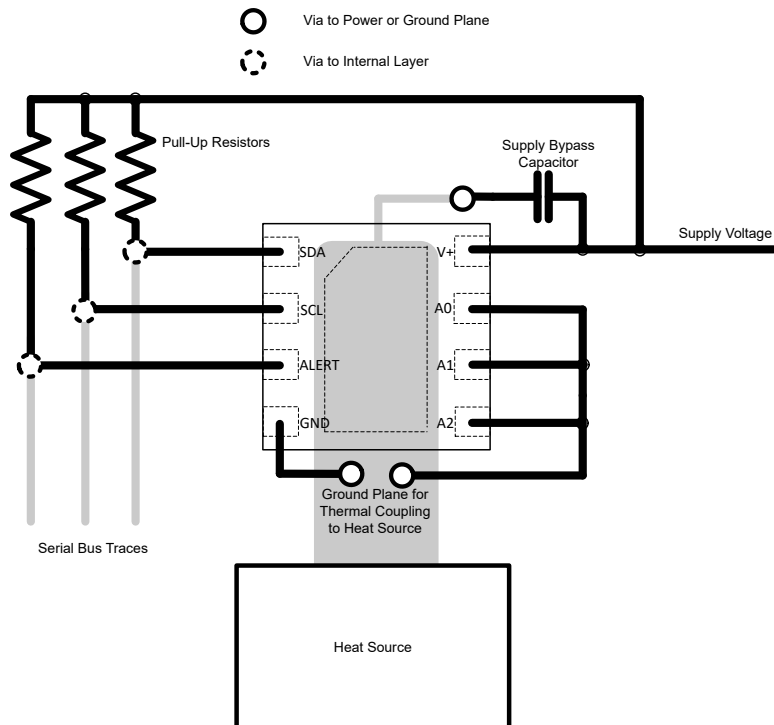 Via to Power or Ground Plane
Via to Internal Layer
Pull-Up Resistors
Supply Bypass
Capacitor
Supply Voltage
SDA
V+
SCL
A0
ALERT
A1
GND
A2
Ground Plane for
Thermal Coupling
to Heat Source
Serial Bus Traces
Heat Source